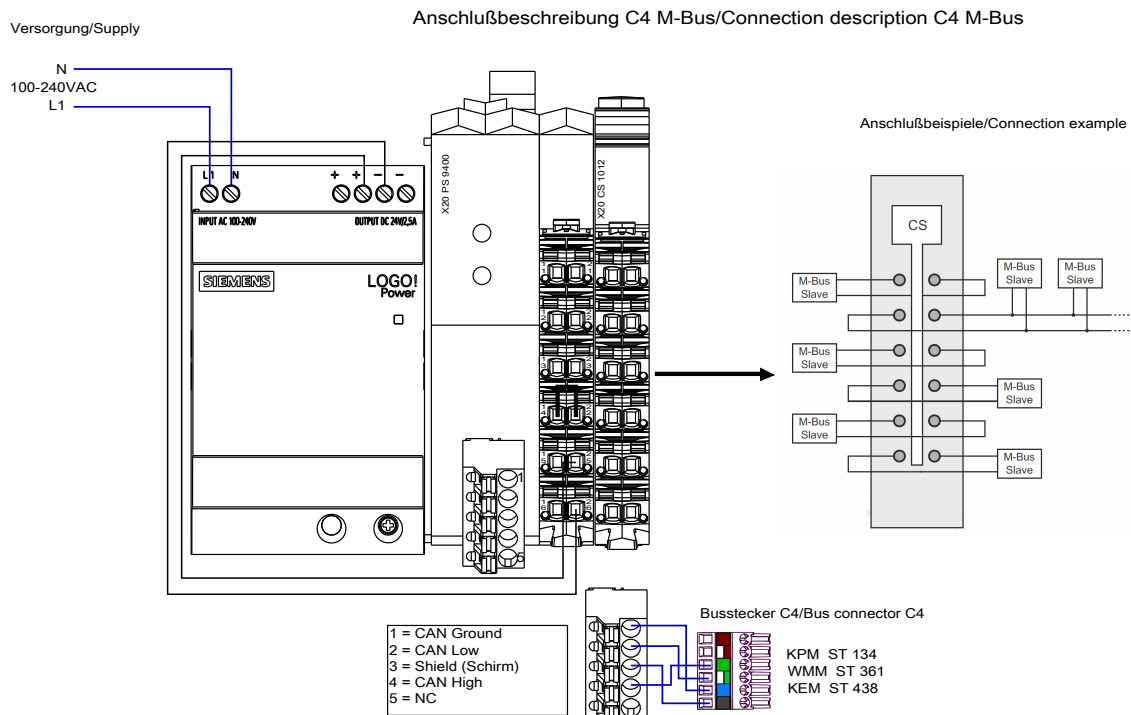 Anschlußbeschreibung C4 M-Bus/Connection description C4 M-Bus
Versorgung/Supply
N
100-240VAC
L1
Anschlußbeispiele/Connection example
L1 N
+ + − −
INPUT AC 100-240V
OUTPUT DC 24V/2,5A
SIEMENS
LOGO!
Power
X20 PS 9400
X20 CS 1012
CS
M-Bus
Slave
M-Bus
Slave
M-Bus
Slave
M-Bus
Slave
M-Bus
Slave
M-Bus
Slave
M-Bus
Slave
1
5
Busstecker C4/Bus connector C4
1 = CAN Ground
2 = CAN Low
3 = Shield (Schirm)
4 = CAN High
5 = NC
KPM ST 134
WMM ST 361
KEM ST 438